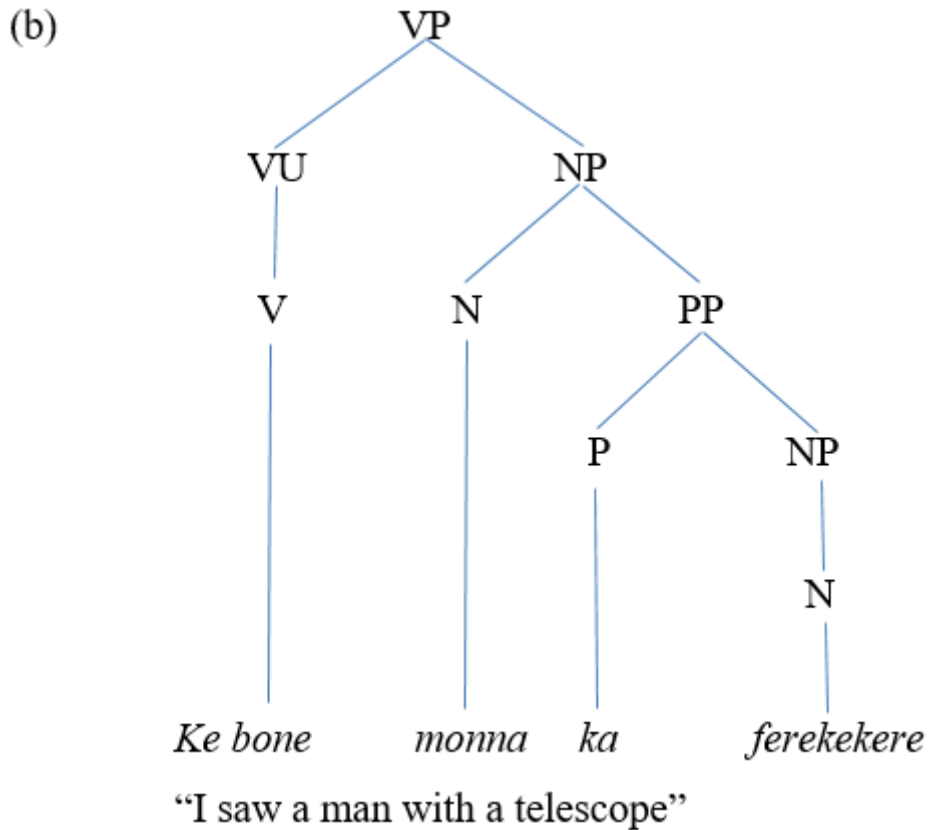 (b) VP
VU NP
V N PP
P NP
N
Ke bone monna ka ferekekere
“I saw a man with a telescope”